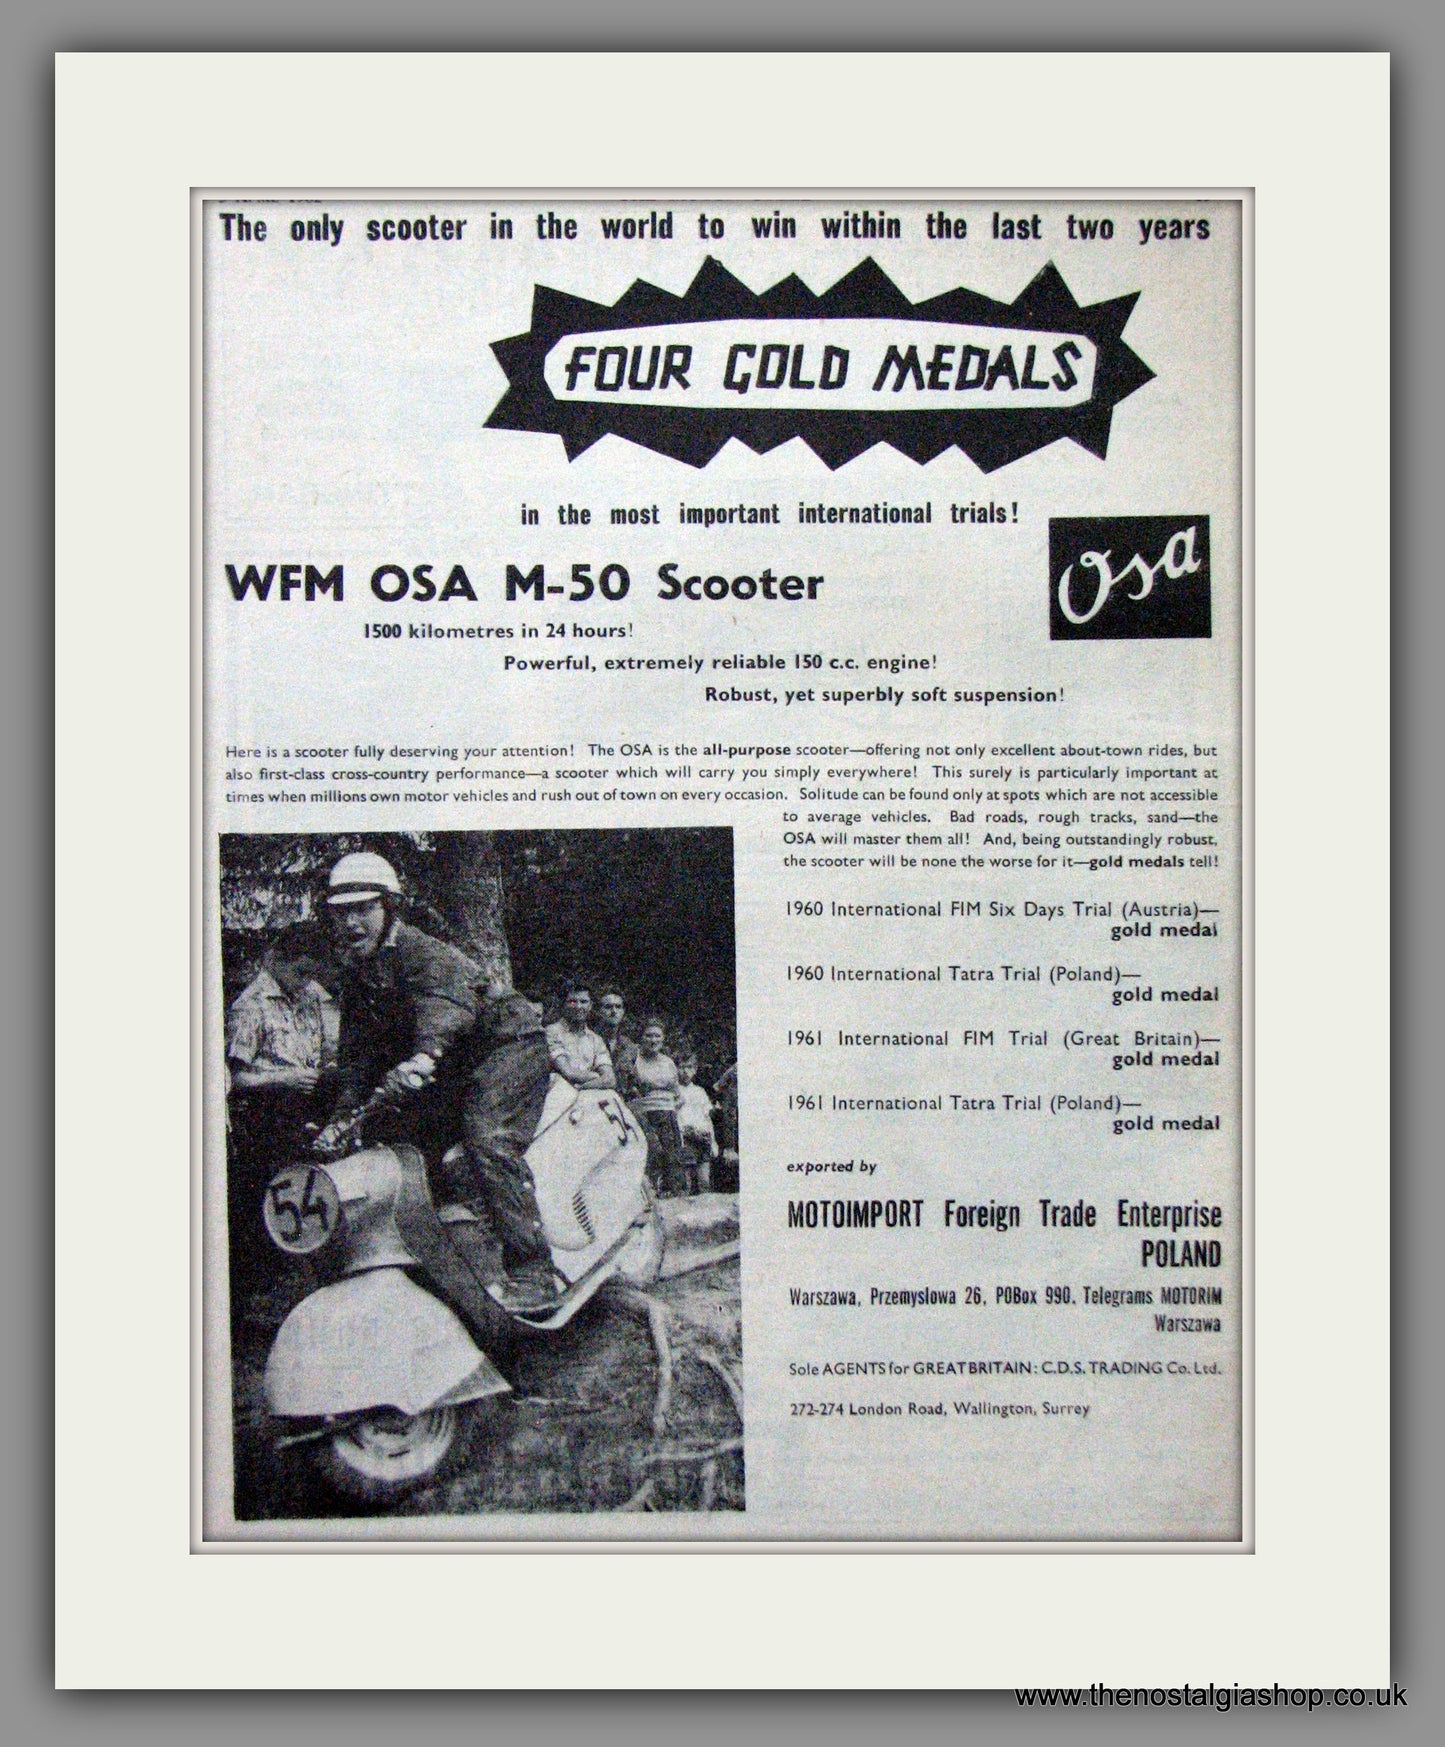 The only scooter in the world to win within the last two years
FOUR GOLD MEDALS
in the most important international trials!
Osa
WFM OSA M-50 Scooter
1500 kilometres in 24 hours!
Powerful, extremely reliable 150 c.c. engine!
Robust, yet superbly soft suspension!
Here is a scooter fully deserving your attention! The OSA is the all-purpose scooter—offering not only excellent about-town rides, but
also first-class cross-country performance—a scooter which will carry you simply everywhere! This surely is particularly important at
times when millions own motor vehicles and rush out of town on every occasion. Solitude can be found only at spots which are not accessible
to average vehicles. Bad roads, rough tracks, sand—the
OSA will master them all! And, being outstandingly robust,
the scooter will be none the worse for it—gold medals tell!
1960 International FIM Six Days Trial (Austria)—
gold medal
1960 International Tatra Trial (Poland)—
gold medal
1961 International FIM Trial (Great Britain)—
gold medal
1961 International Tatra Trial (Poland)—
gold medal
exported by
MOTOIMPORT Foreign Trade Enterprise
POLAND
Warszawa, Przemyslowa 26, POBox 990. Telegrams MOTORIM
Warszawa
Sole AGENTS for GREAT BRITAIN: C.D.S. TRADING Co. Ltd.
272-274 London Road, Wallington, Surrey
54
54
www.thenostalgiashop.co.uk